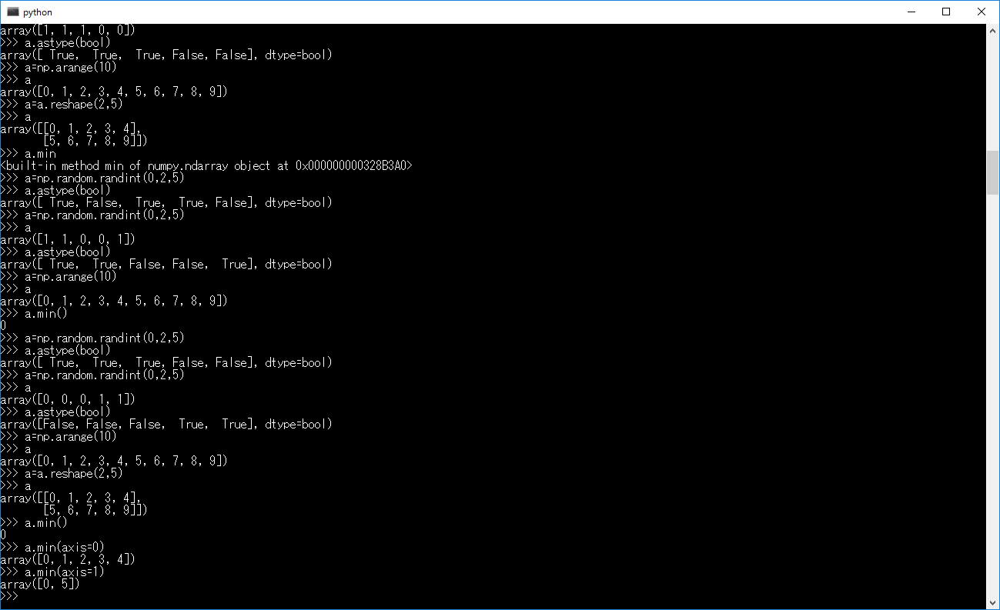 python
array([1, 1, 1, 0, 0])
>>> a.astype(bool)
array([ True,  True,  True, False, False], dtype=bool)
>>> a=np.arange(10)
>>> a
array([0, 1, 2, 3, 4, 5, 6, 7, 8, 9])
>>> a=a.reshape(2,5)
>>> a
array([[0, 1, 2, 3, 4],
       [5, 6, 7, 8, 9]])
>>> a.min
<built-in method min of numpy.ndarray object at 0x000000000328B3A0>
>>> a=np.random.randint(0,2,5)
>>> a.astype(bool)
array([ True, False,  True,  True, False], dtype=bool)
>>> a=np.random.randint(0,2,5)
>>> a
array([1, 1, 0, 0, 1])
>>> a.astype(bool)
array([ True,  True, False, False,  True], dtype=bool)
>>> a=np.arange(10)
>>> a
array([0, 1, 2, 3, 4, 5, 6, 7, 8, 9])
>>> a.min()
0
>>> a=np.random.randint(0,2,5)
>>> a.astype(bool)
array([ True,  True,  True, False, False], dtype=bool)
>>> a=np.random.randint(0,2,5)
>>> a
array([0, 0, 0, 1, 1])
>>> a.astype(bool)
array([False, False, False,  True,  True], dtype=bool)
>>> a=np.arange(10)
>>> a
array([0, 1, 2, 3, 4, 5, 6, 7, 8, 9])
>>> a=a.reshape(2,5)
>>> a
array([[0, 1, 2, 3, 4],
       [5, 6, 7, 8, 9]])
>>> a.min()
0
>>> a.min(axis=0)
array([0, 1, 2, 3, 4])
>>> a.min(axis=1)
array([0, 5])
>>>